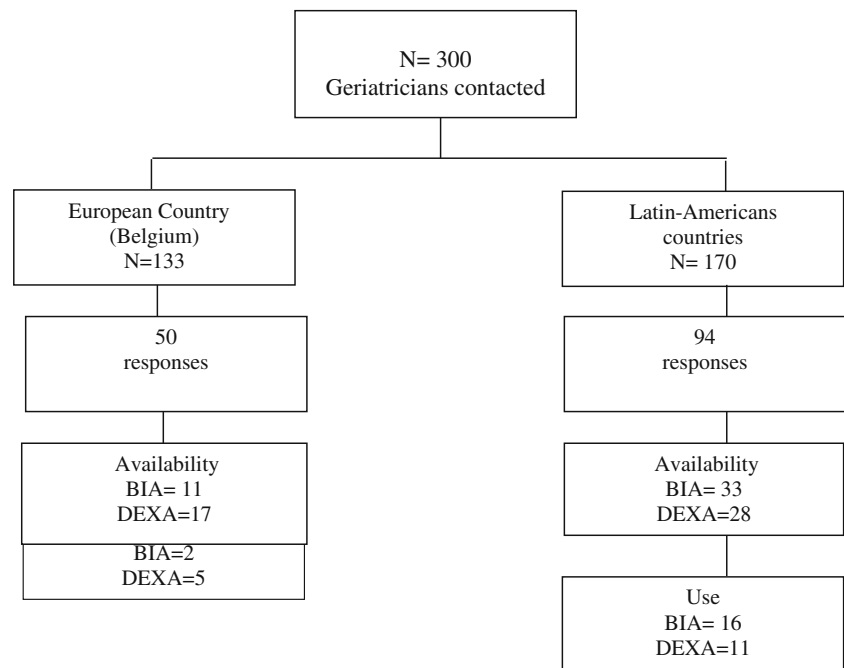 N= 300
Geriatricians contacted
European Country
(Belgium)
N=133
Latin-Americans
countries
N= 170
50
responses
94
responses
Availability
BIA= 11
DEXA=17
Availability
BIA= 33
DEXA=28
BIA=2
DEXA=5
Use
BIA= 16
DEXA=11